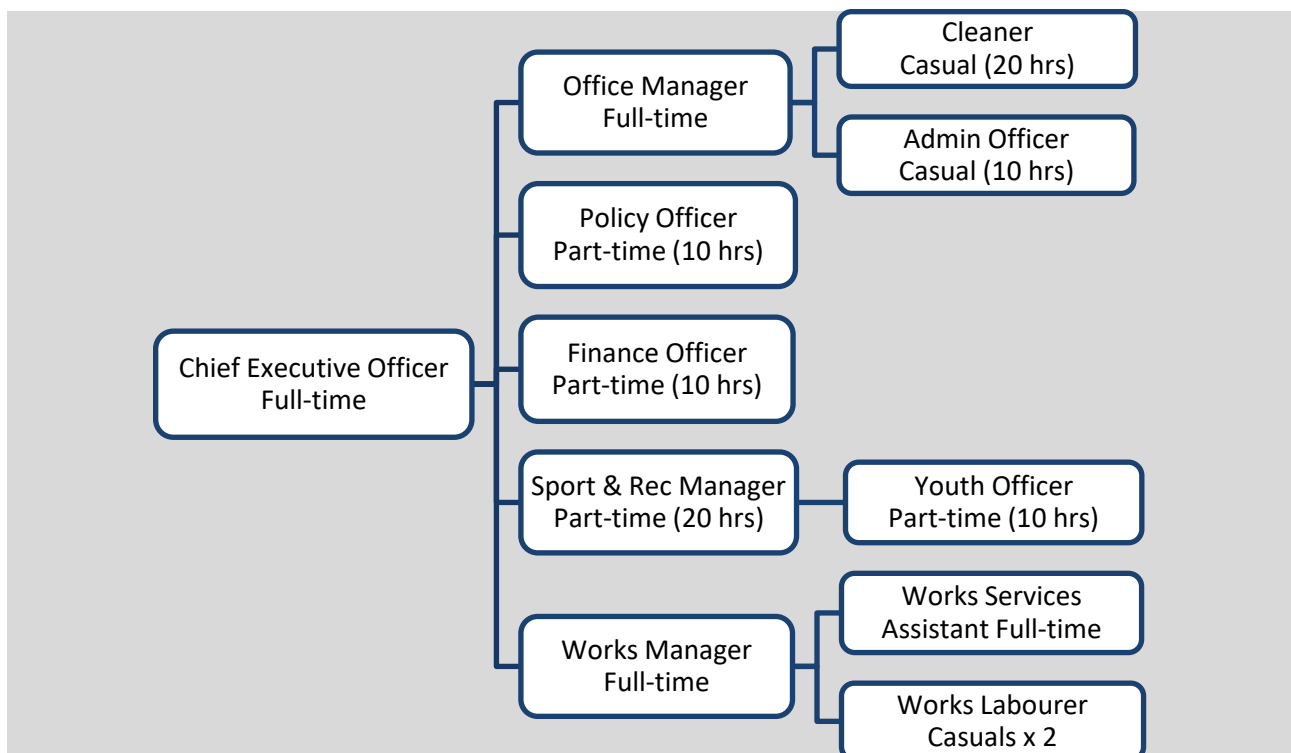 Cleaner
Casual (20 hrs)
Office Manager
Full-time
Admin Officer
Casual (10 hrs)
Policy Officer
Part-time (10 hrs)
Chief Executive Officer
Full-time
Finance Officer
Part-time (10 hrs)
Sport & Rec Manager
Part-time (20 hrs)
Youth Officer
Part-time (10 hrs)
Works Services
Assistant Full-time
Works Manager
Full-time
Works Labourer
Casuals x 2